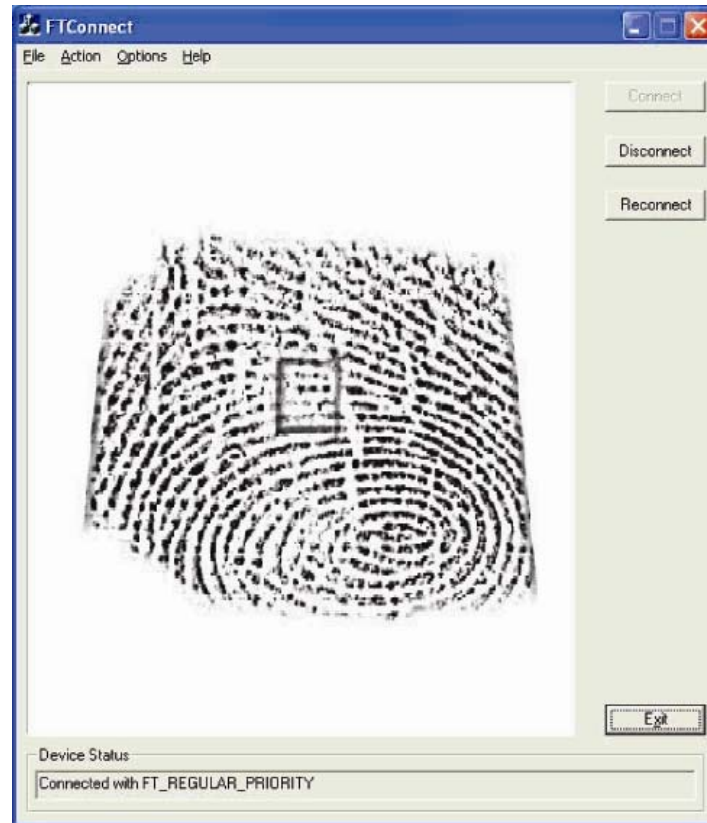 FTConnect
File Action Options Help
Connect
Disconnect
Reconnect
Exit
Device Status
Connected with FT_REGULAR_PRIORITY